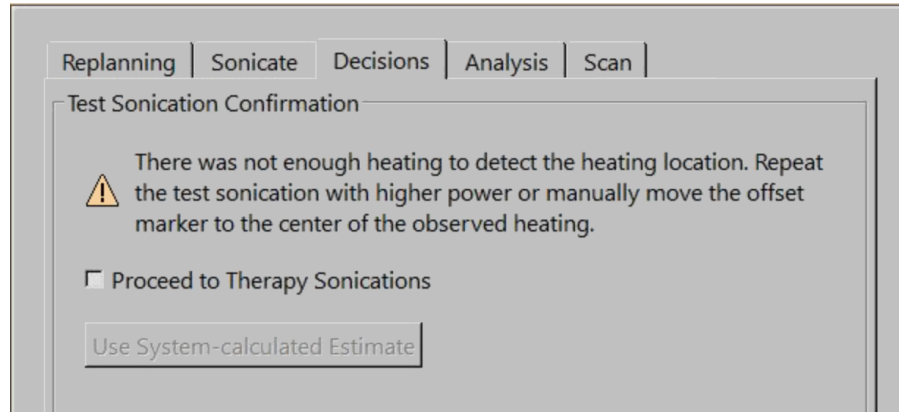 Replanning Sonicate Decisions Analysis Scan
Test Sonication Confirmation
There was not enough heating to detect the heating location. Repeat
the test sonication with higher power or manually move the offset
marker to the center of the observed heating.
Proceed to Therapy Sonications
Use System-calculated Estimate